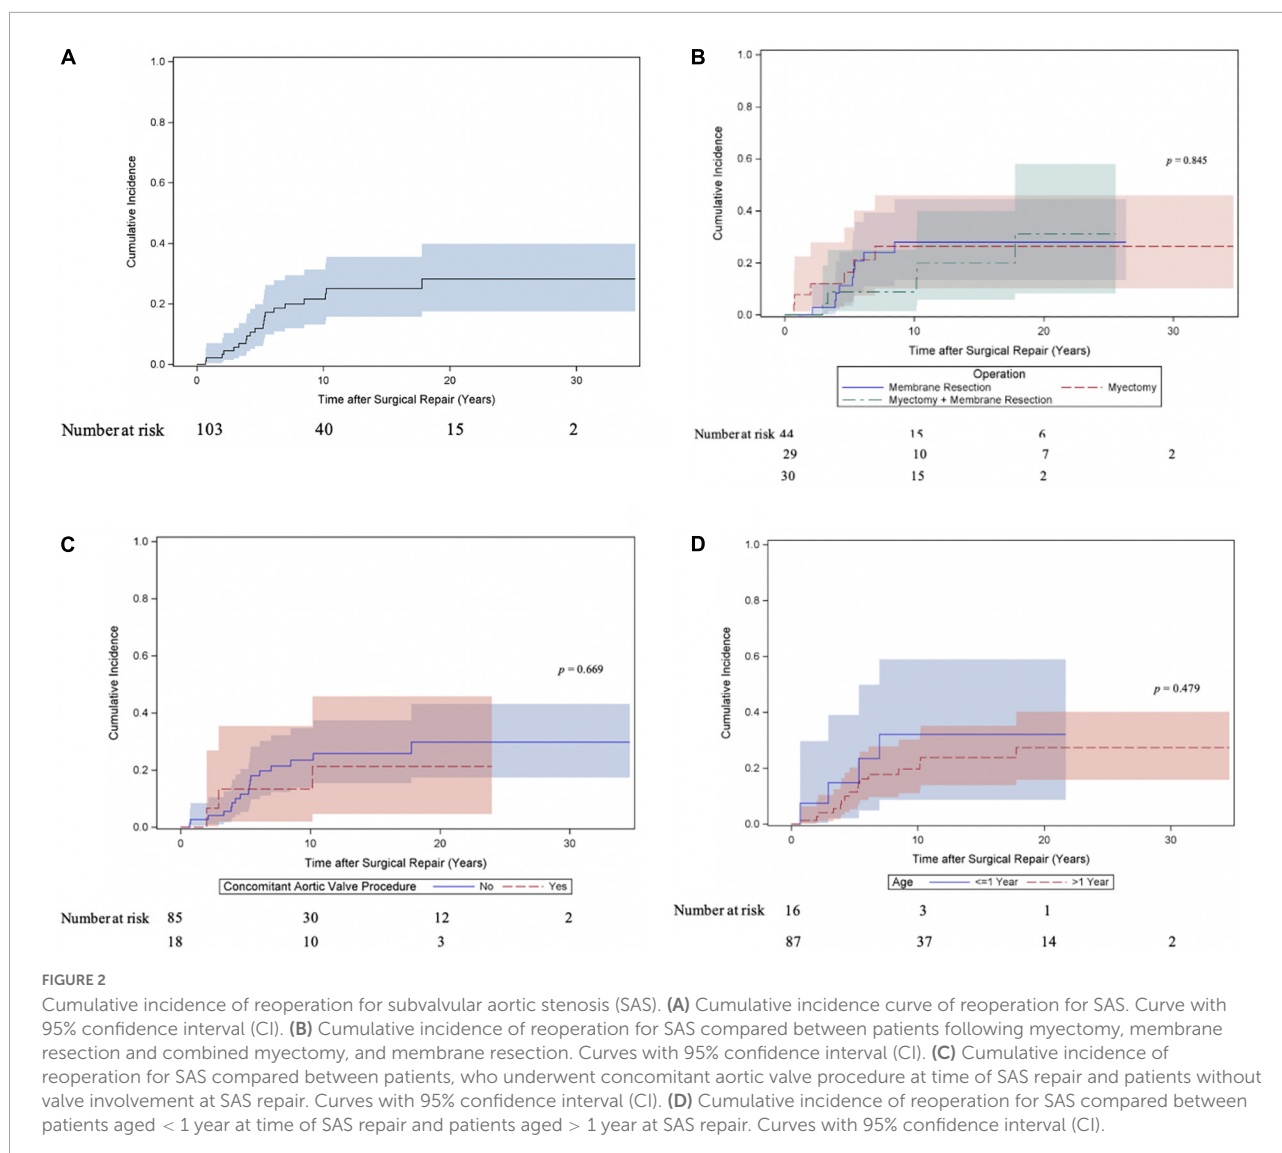 A
1.0
0.8
0.6
0.4
0.2
0.0
Cumulative Incidence
0 10 20 30
Time after Surgical Repair (Years)
Number at risk 103 40 15 2
B
1.0
0.8
0.6
0.4
0.2
0.0
Cumulative Incidence
p = 0.845
0 10 20 30
Time after Surgical Repair (Years)
Operation
Membrane Resection Myectomy
Myectomy + Membrane Resection
Number at risk 44 15 6
29 10 7 2
30 15 2
C
1.0
0.8
0.6
0.4
0.2
0.0
Cumulative Incidence
p = 0.669
0 10 20 30
Time after Surgical Repair (Years)
Concomitant Aortic Valve Procedure No Yes
Number at risk 85 30 12 2
18 10 3
D
1.0
0.8
0.6
0.4
0.2
0.0
Cumulative Incidence
p = 0.479
0 10 20 30
Time after Surgical Repair (Years)
Age <=1 Year >1 Year
Number at risk 16 3 1
87 37 14 2
FIGURE 2
Cumulative incidence of reoperation for subvalvular aortic stenosis (SAS). (A) Cumulative incidence curve of reoperation for SAS. Curve with
95% confidence interval (CI). (B) Cumulative incidence of reoperation for SAS compared between patients following myectomy, membrane
resection and combined myectomy, and membrane resection. Curves with 95% confidence interval (CI). (C) Cumulative incidence of
reoperation for SAS compared between patients, who underwent concomitant aortic valve procedure at time of SAS repair and patients without
valve involvement at SAS repair. Curves with 95% confidence interval (CI). (D) Cumulative incidence of reoperation for SAS compared between
patients aged < 1 year at time of SAS repair and patients aged > 1 year at SAS repair. Curves with 95% confidence interval (CI).